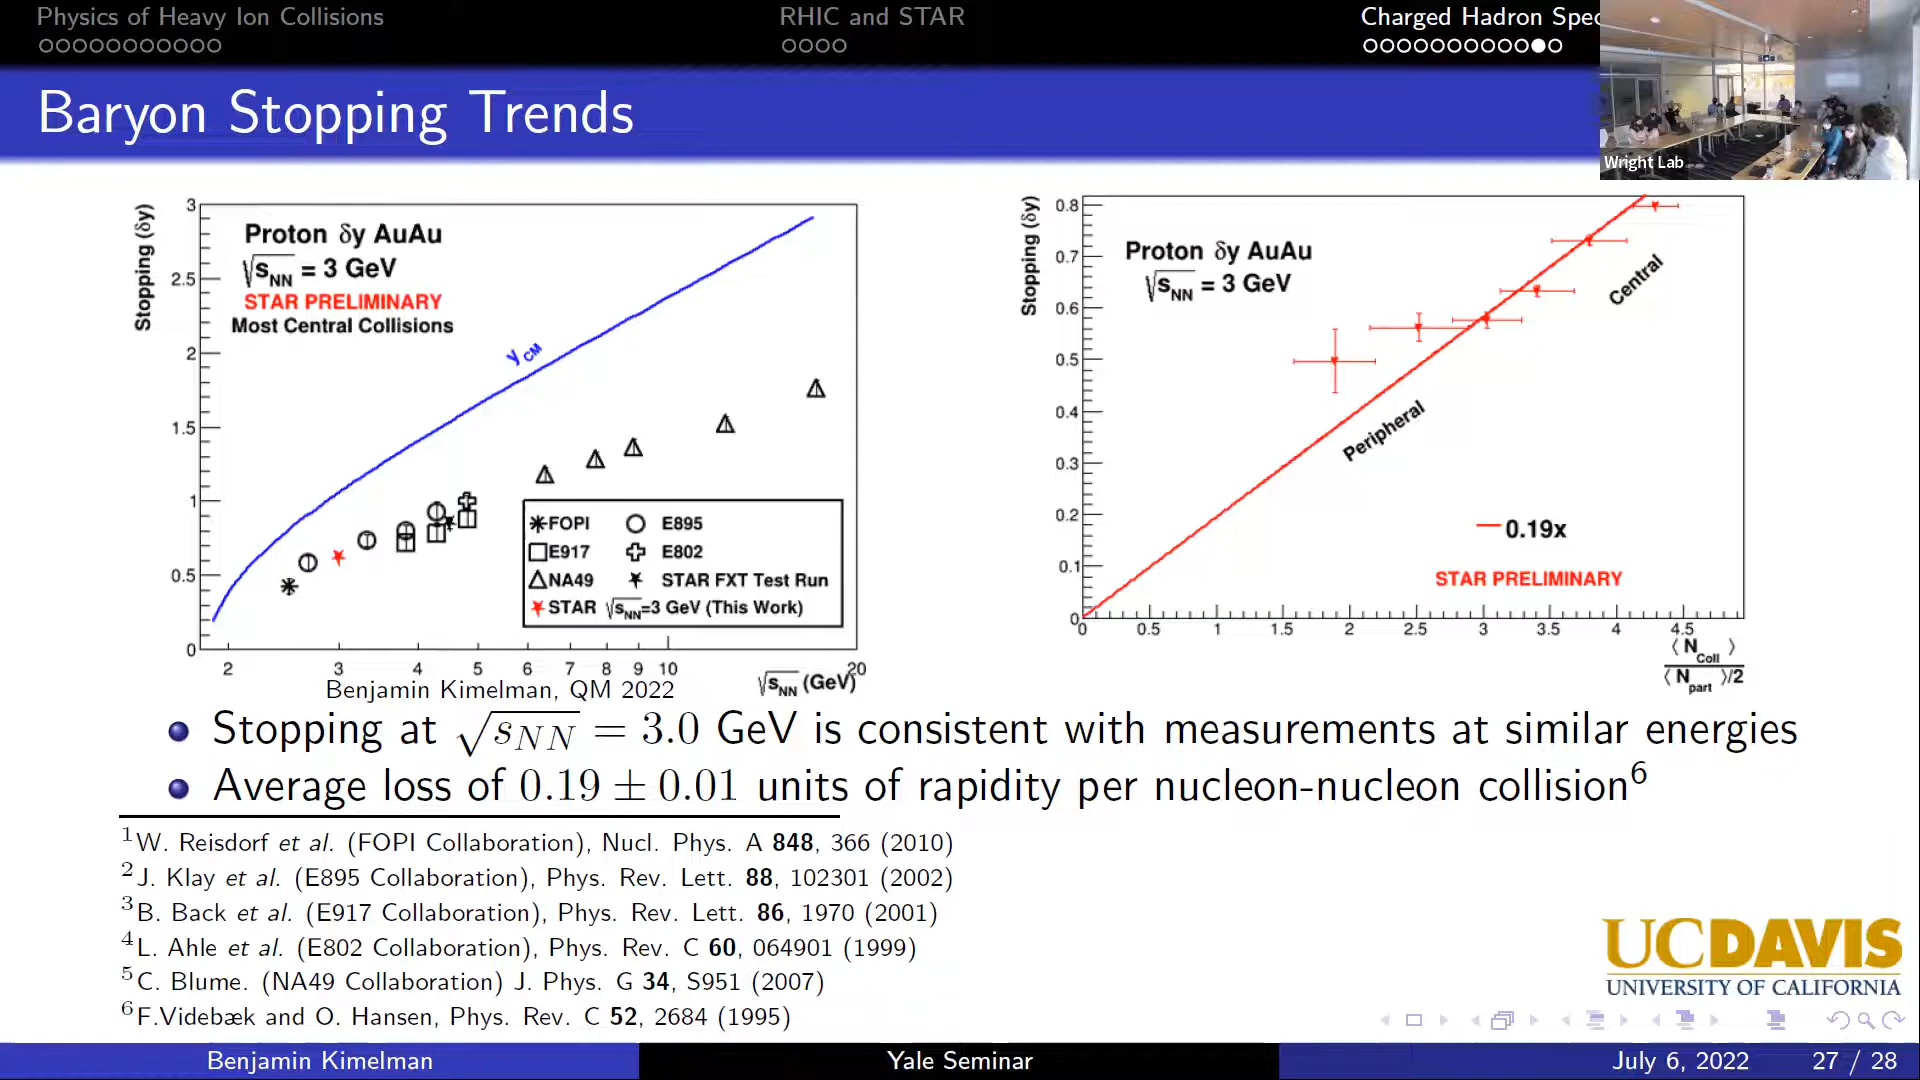 Physics of Heavy Ion Collisions
RHIC and STAR
Charged Hadron Spec
Wright Lab
Baryon Stopping Trends
Stopping (δy)
3
2.5
2
1.5
1
0.5
0
Proton δy AuAu
√sNN = 3 GeV
STAR PRELIMINARY
Most Central Collisions
yCM
FOPI
E895
E917
E802
NA49
STAR FXT Test Run
STAR √sNN=3 GeV (This Work)
2 3 4 5 6 7 8 9 10 20
√sNN (GeV)
Benjamin Kimelman, QM 2022
Stopping (δy)
0.8
0.7
0.6
0.5
0.4
0.3
0.2
0.1
0
Proton δy AuAu
√sNN = 3 GeV
Central
Peripheral
0.19x
STAR PRELIMINARY
0 0.5 1 1.5 2 2.5 3 3.5 4 4.5
⟨NColl⟩
⟨Npart⟩/2
Stopping at √sNN = 3.0 GeV is consistent with measurements at similar energies
Average loss of 0.19 ± 0.01 units of rapidity per nucleon-nucleon collision⁶
¹W. Reisdorf et al. (FOPI Collaboration), Nucl. Phys. A 848, 366 (2010)
²J. Klay et al. (E895 Collaboration), Phys. Rev. Lett. 88, 102301 (2002)
³B. Back et al. (E917 Collaboration), Phys. Rev. Lett. 86, 1970 (2001)
⁴L. Ahle et al. (E802 Collaboration), Phys. Rev. C 60, 064901 (1999)
⁵C. Blume. (NA49 Collaboration) J. Phys. G 34, S951 (2007)
⁶F.Videbæk and O. Hansen, Phys. Rev. C 52, 2684 (1995)
UCDAVIS
UNIVERSITY OF CALIFORNIA
Benjamin Kimelman
Yale Seminar
July 6, 2022
27 / 28